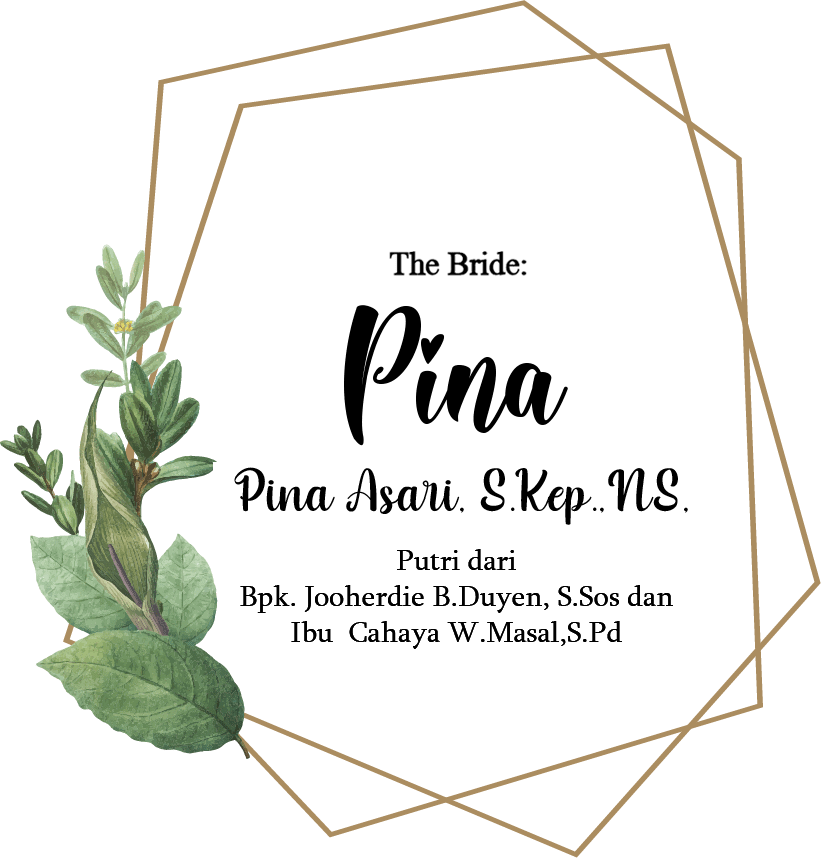 The Bride:
Pina
Pina Asari, S.Kep.,NS,
Putri dari
Bpk. Jooherdie B.Duyen, S.Sos dan
Ibu  Cahaya W.Masal,S.Pd